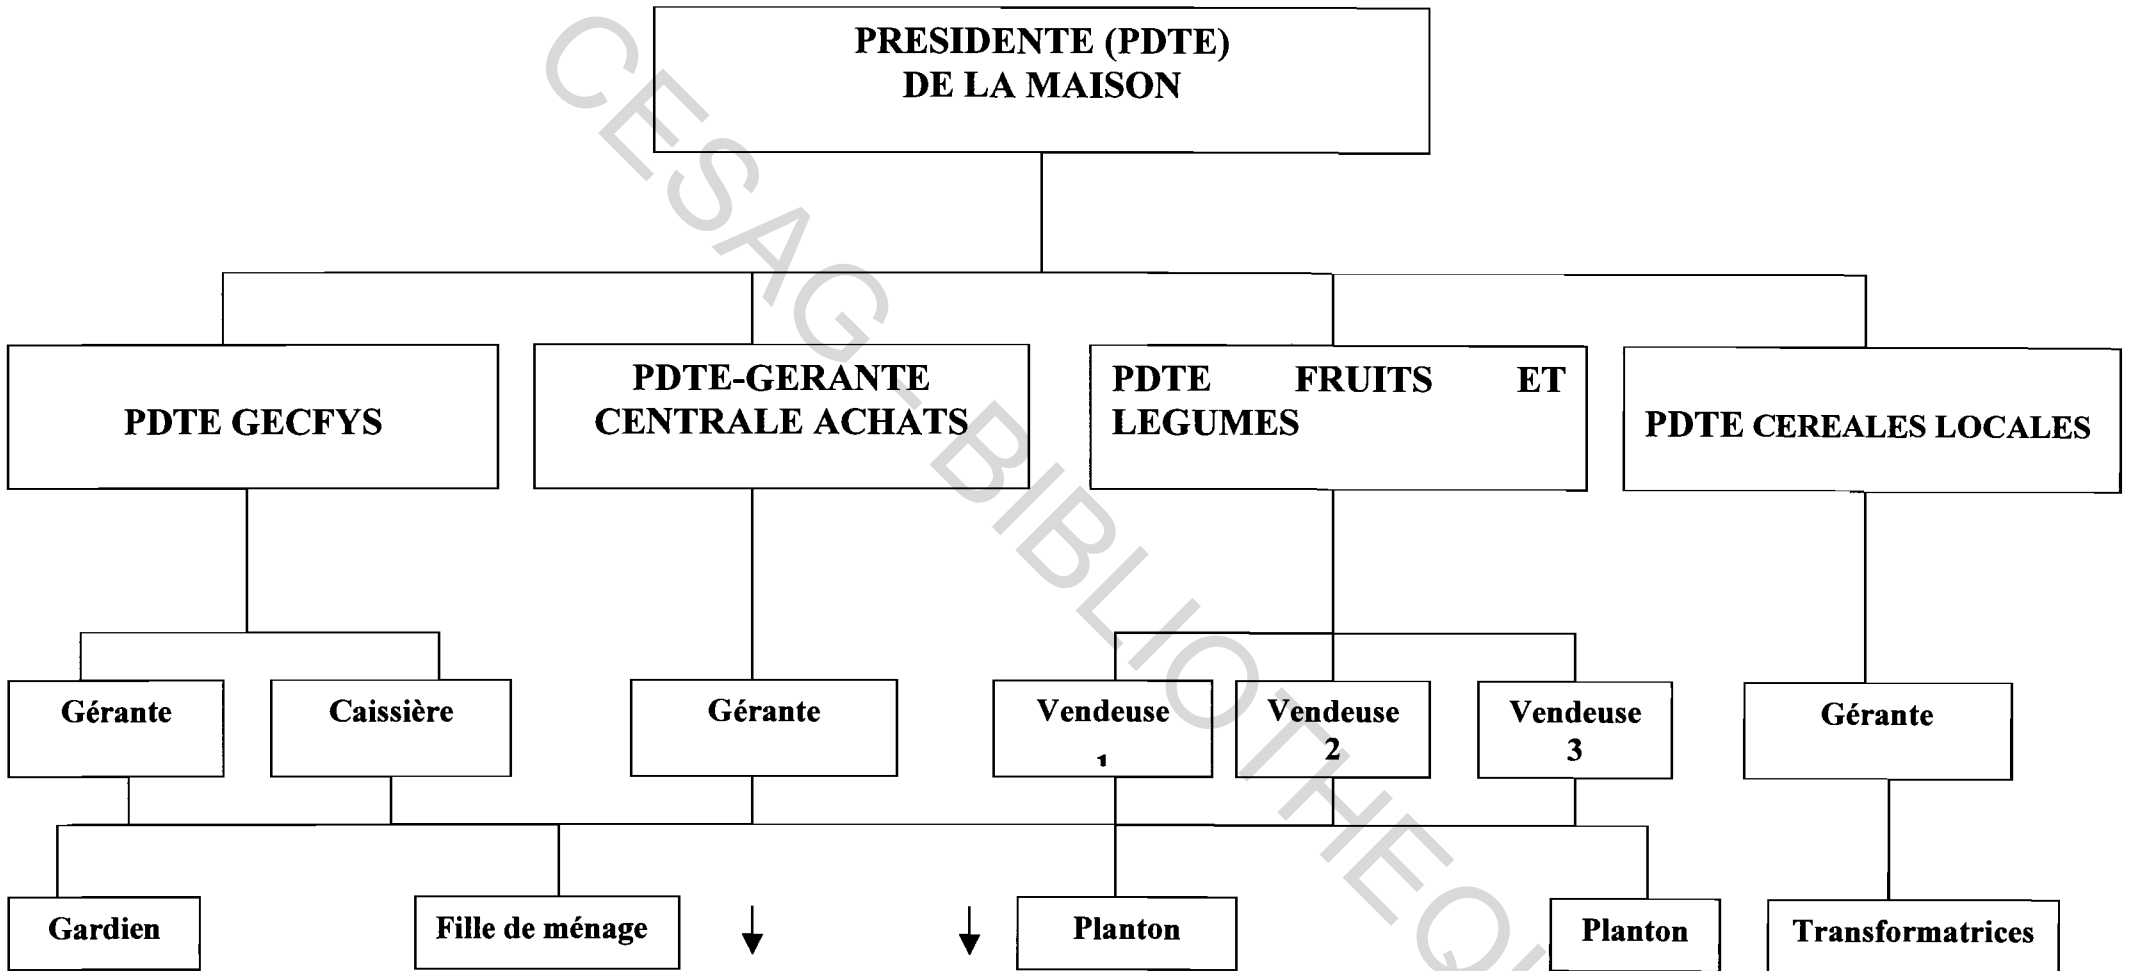 PRESIDENTE (PDTE)
DE LA MAISON
PDTE GECFYS
PDTE-GERANTE
CENTRALE ACHATS
PDTE FRUITS ET
LEGUMES
PDTE CEREALES LOCALES
Gérante
Caissière
Gérante
Vendeuse
1
Vendeuse
2
Vendeuse
3
Gérante
Gardien
Fille de ménage
Planton
Planton
Transformatrices
CESAG - BIBLIOTHEQU